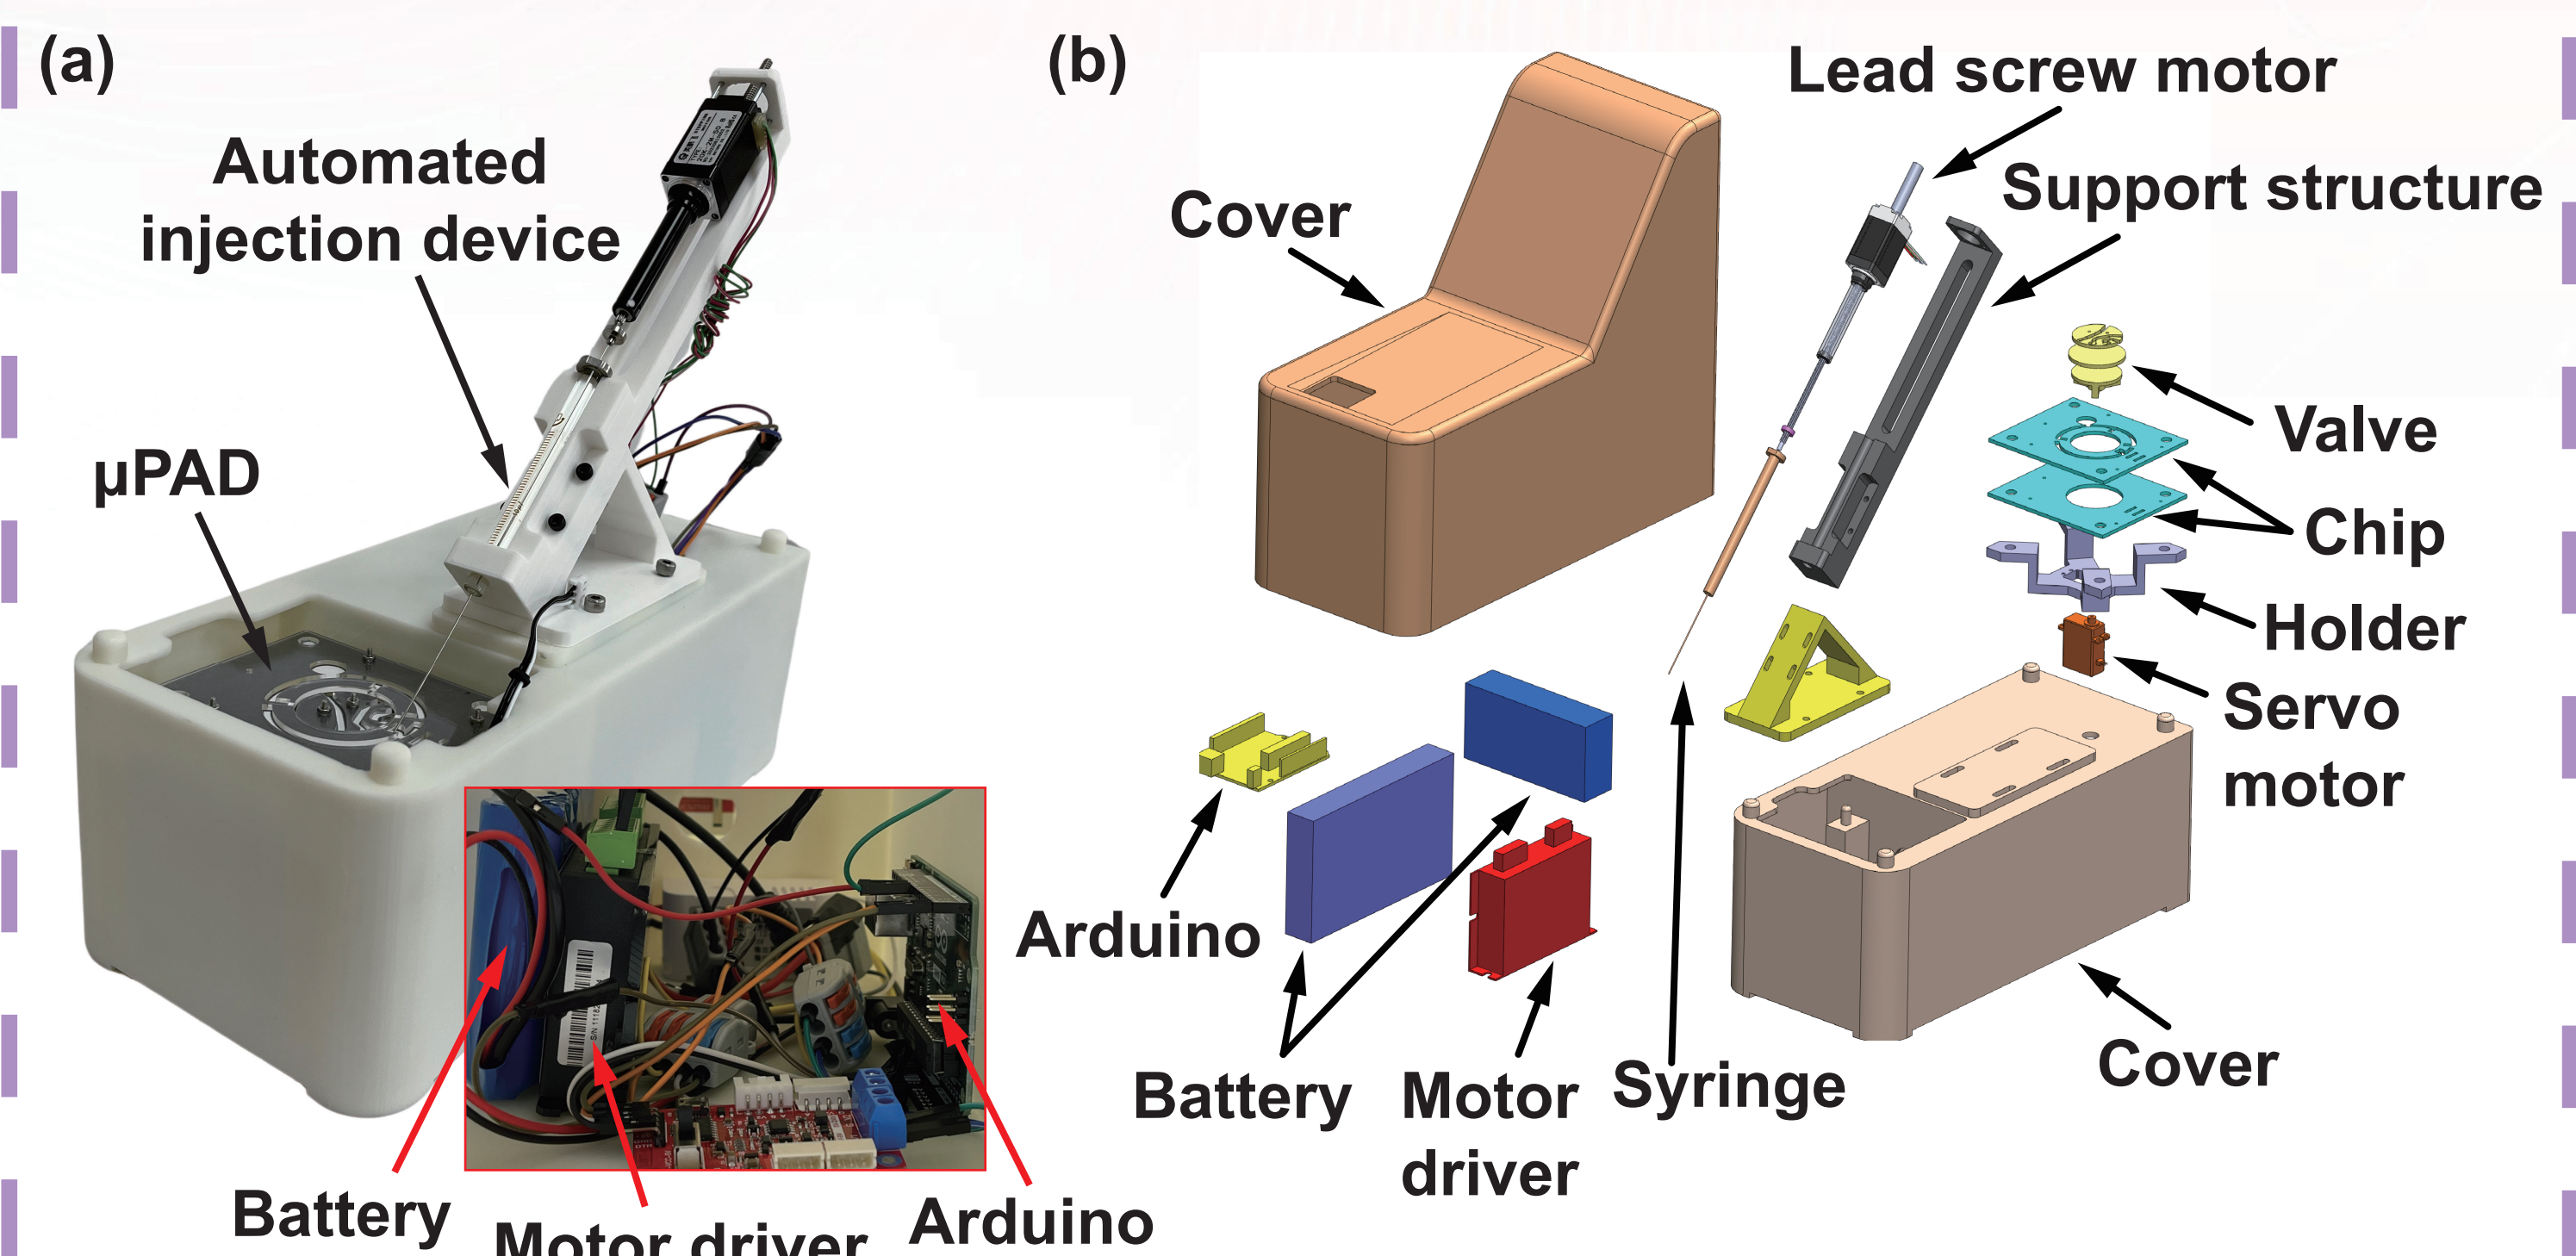 (a)
Automated
injection device
µPAD
Battery
Motor driver
Arduino
(b)
Lead screw motor
Support structure
Cover
Valve
Chip
Holder
Servo
motor
Arduino
Battery
Motor
driver
Syringe
Cover